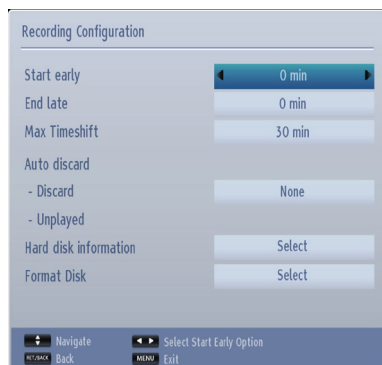 Recording Configuration
Start early 0 min
End late 0 min
Max Timeshift 30 min
Auto discard
- Discard None
- Unplayed
Hard disk information Select
Format Disk Select
Navigate Select Start Early Option
RET./BACK Back MENU Exit